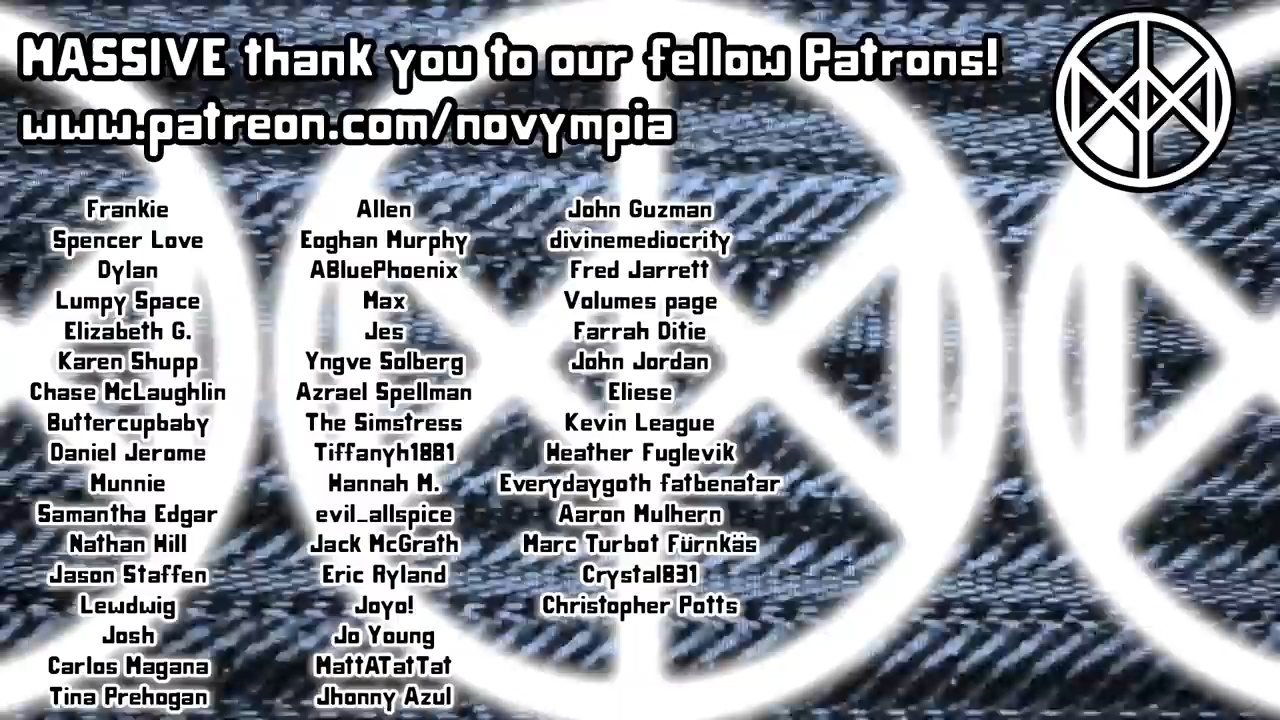 MASSIVE thank you to our fellow Patrons!
www.patreon.com/novympia
Frankie
Spencer Love
Dylan
Lumpy Space
Elizabeth G.
Karen Shupp
Chase McLaughlin
Buttercupbaby
Daniel Jerome
Munnie
Samantha Edgar
Nathan Hill
Jason Staffen
Lewdwig
Josh
Carlos Magana
Tina Prehogan
Allen
Eoghan Murphy
ABluePhoenix
Max
Jes
Yngve Solberg
Azrael Spellman
The Simstress
Tiffanyh1881
Hannah M.
evil_allspice
Jack McGrath
Eric Ryland
Joyo!
Jo Young
MattATatTat
Jhonny Azul
John Guzman
divinemediocrity
Fred Jarrett
Volumes page
Farrah Ditie
John Jordan
Eliese
Kevin League
Heather Fuglevik
Everydaygoth fatbenatar
Aaron Mulhern
Marc Turbot Fürnkäs
Crystal831
Christopher Potts